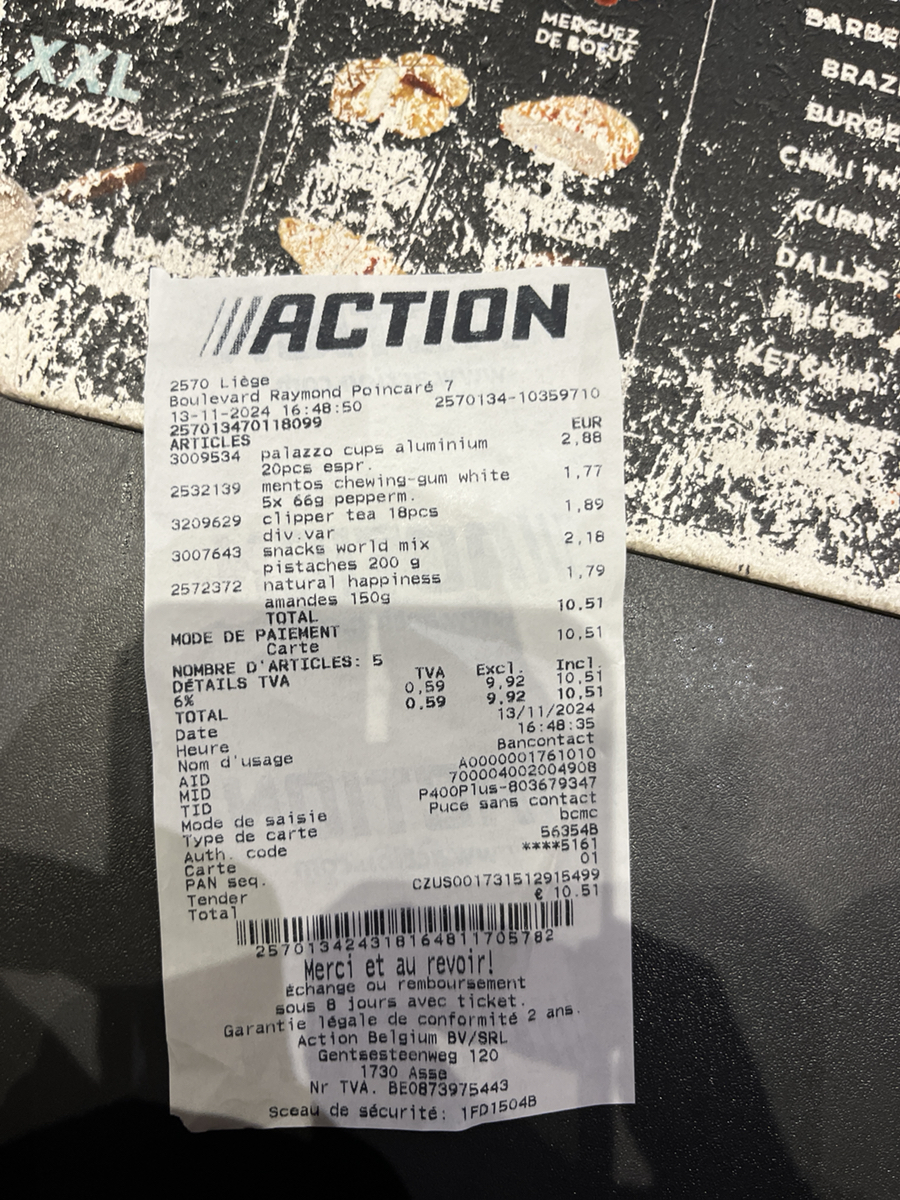 XXL
MERGUEZ
DE BOEUF
BURGE
CURRY
///ACTION
2570 Liège
Boulevard Raymond Poincaré 7
13-11-2024 16:48:50 2570134-10359710
257013470118099
ARTICLES EUR
3009534 palazzo cups aluminium 2,88
20pcs espr.
2532139 mentos chewing-gum white 1,77
5x 66g pepperm.
3209629 clipper tea 18pcs 1,89
div.var
3007643 snacks world mix 2,18
pistaches 200 g
2572372 natural happiness 1,79
amandes 150g
TOTAL 10.51
MODE DE PAIEMENT
Carte 10,51
NOMBRE D'ARTICLES: 5
DÉTAILS TVA TVA Excl. Incl.
6% 0,59 9,92 10,51
TOTAL 0.59 9.92 10.51
Date 13/11/2024
Heure 16:48:35
Nom d'usage Bancontact
AID A0000001761010
MID 700004002004908
TID P400Plus-803679347
Mode de saisie Puce sans contact
Type de carte bcmc
Auth. code 56354B
Carte ****5161
PAN seq. 01
Tender CZUS001731512915499
Total € 10.51
257013424318164811705782
Merci et au revoir!
Échange ou remboursement
sous 8 jours avec ticket.
Garantie légale de conformité 2 ans.
Action Belgium BV/SRL
Gentsesteenweg 120
1730 Asse
Nr TVA. BE0873975443
Sceau de sécurité: 1FD1504B